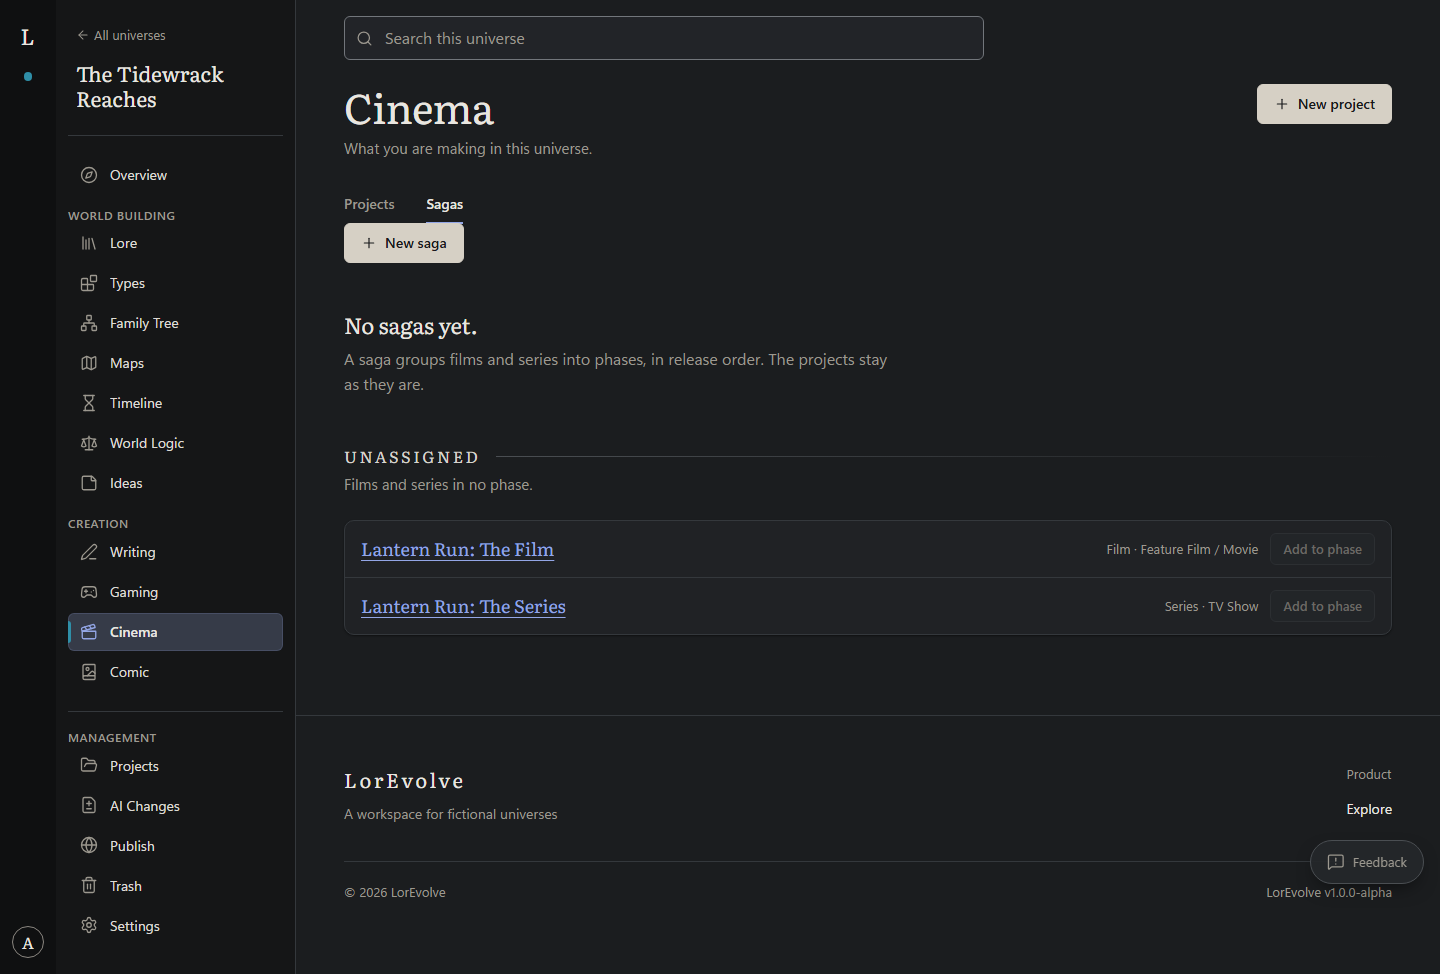 L
← All universes
The Tidewrack
Reaches
Overview
WORLD BUILDING
Lore
Types
Family Tree
Maps
Timeline
World Logic
Ideas
CREATION
Writing
Gaming
Cinema
Comic
MANAGEMENT
Projects
AI Changes
Publish
Trash
Settings
A
Search this universe
Cinema
What you are making in this universe.
+ New project
Projects Sagas
+ New saga
No sagas yet.
A saga groups films and series into phases, in release order. The projects stay
as they are.
UNASSIGNED
Films and series in no phase.
Lantern Run: The Film Film · Feature Film / Movie Add to phase
Lantern Run: The Series Series · TV Show Add to phase
LorEvolve
A workspace for fictional universes
Product
Explore
Feedback
© 2026 LorEvolve
LorEvolve v1.0.0-alpha